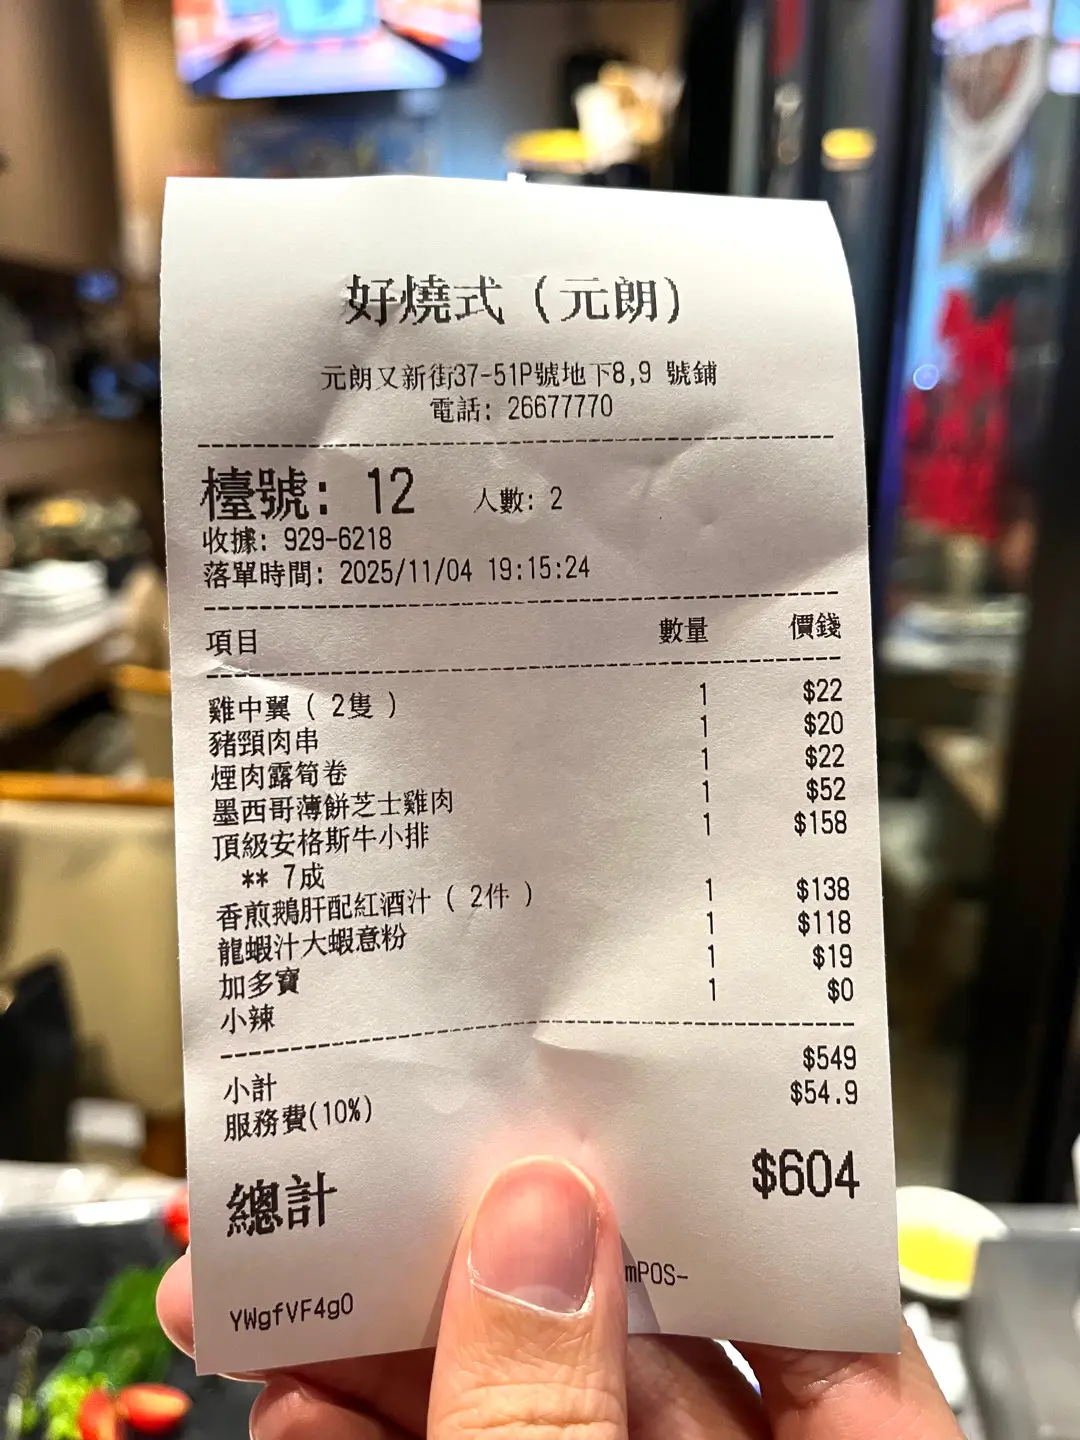 好燒式（元朗）
元朗又新街37-51P號地下8,9 號鋪
電話: 26677770
檯號: 12 人數: 2
收據: 929-6218
落單時間: 2025/11/04 19:15:24
項目 數量 價錢
雞中翼（ 2隻 ） 1 $22
豬頸肉串 1 $20
煙肉露筍卷 1 $22
墨西哥薄餅芝士雞肉 1 $52
頂級安格斯牛小排 1 $158
** 7成
香煎鵝肝配紅酒汁（ 2件 ） 1 $138
龍蝦汁大蝦意粉 1 $118
加多寶 1 $19
小辣 1 $0
小計 $549
服務費(10%) $54.9
總計 $604
mPOS-
YWgfVF4gO